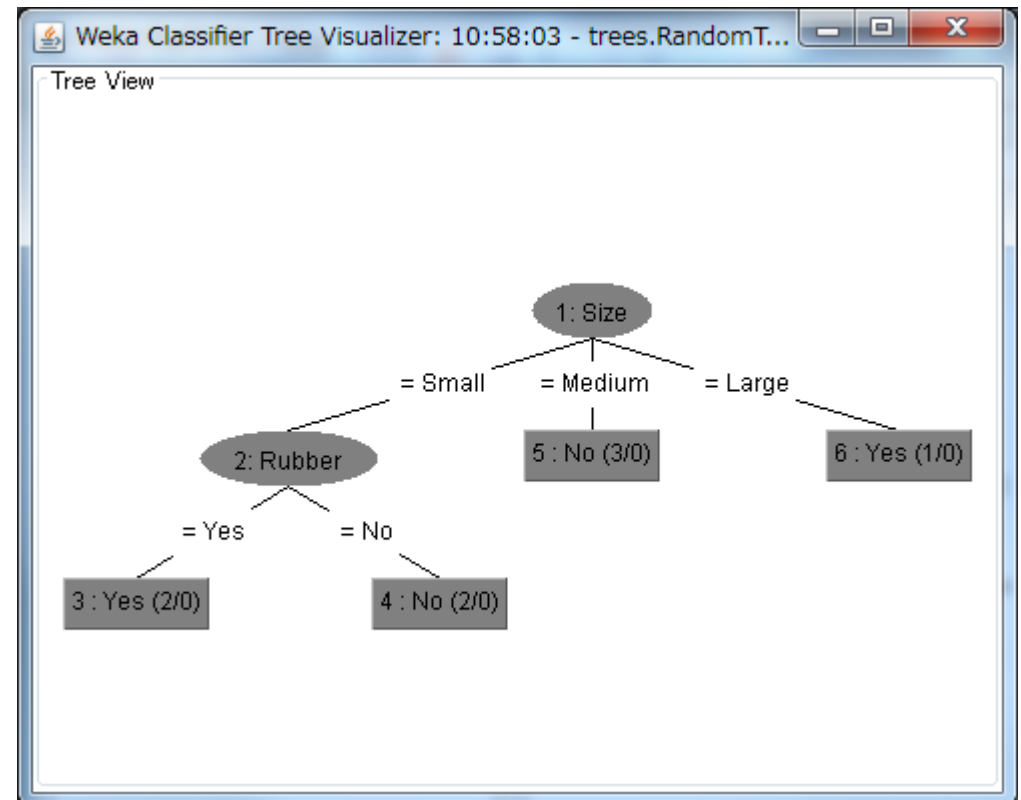 Weka Classifier Tree Visualizer: 10:58:03 - trees.RandomT...
Tree View
1: Size
= Small
= Medium
= Large
2: Rubber
5 : No (3/0)
6 : Yes (1/0)
= Yes
= No
3 : Yes (2/0)
4 : No (2/0)